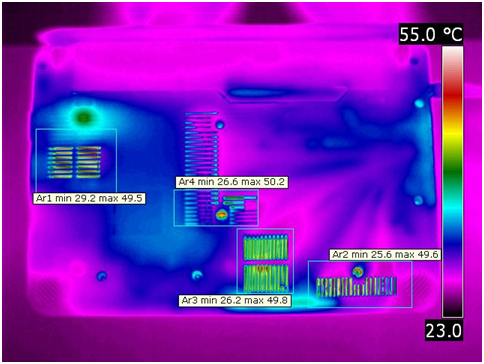 55.0 °C
Ar4 min 26.6 max 50.2
Ar1 min 29.2 max 49.5
Ar2 min 25.6 max 49.6
Ar3 min 26.2 max 49.8
23.0